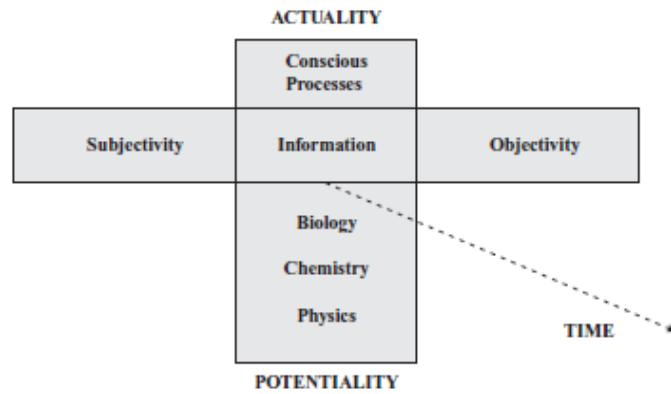 ACTUALITY
Conscious
Processes
Subjectivity
Information
Objectivity
Biology
Chemistry
Physics
TIME
POTENTIALITY